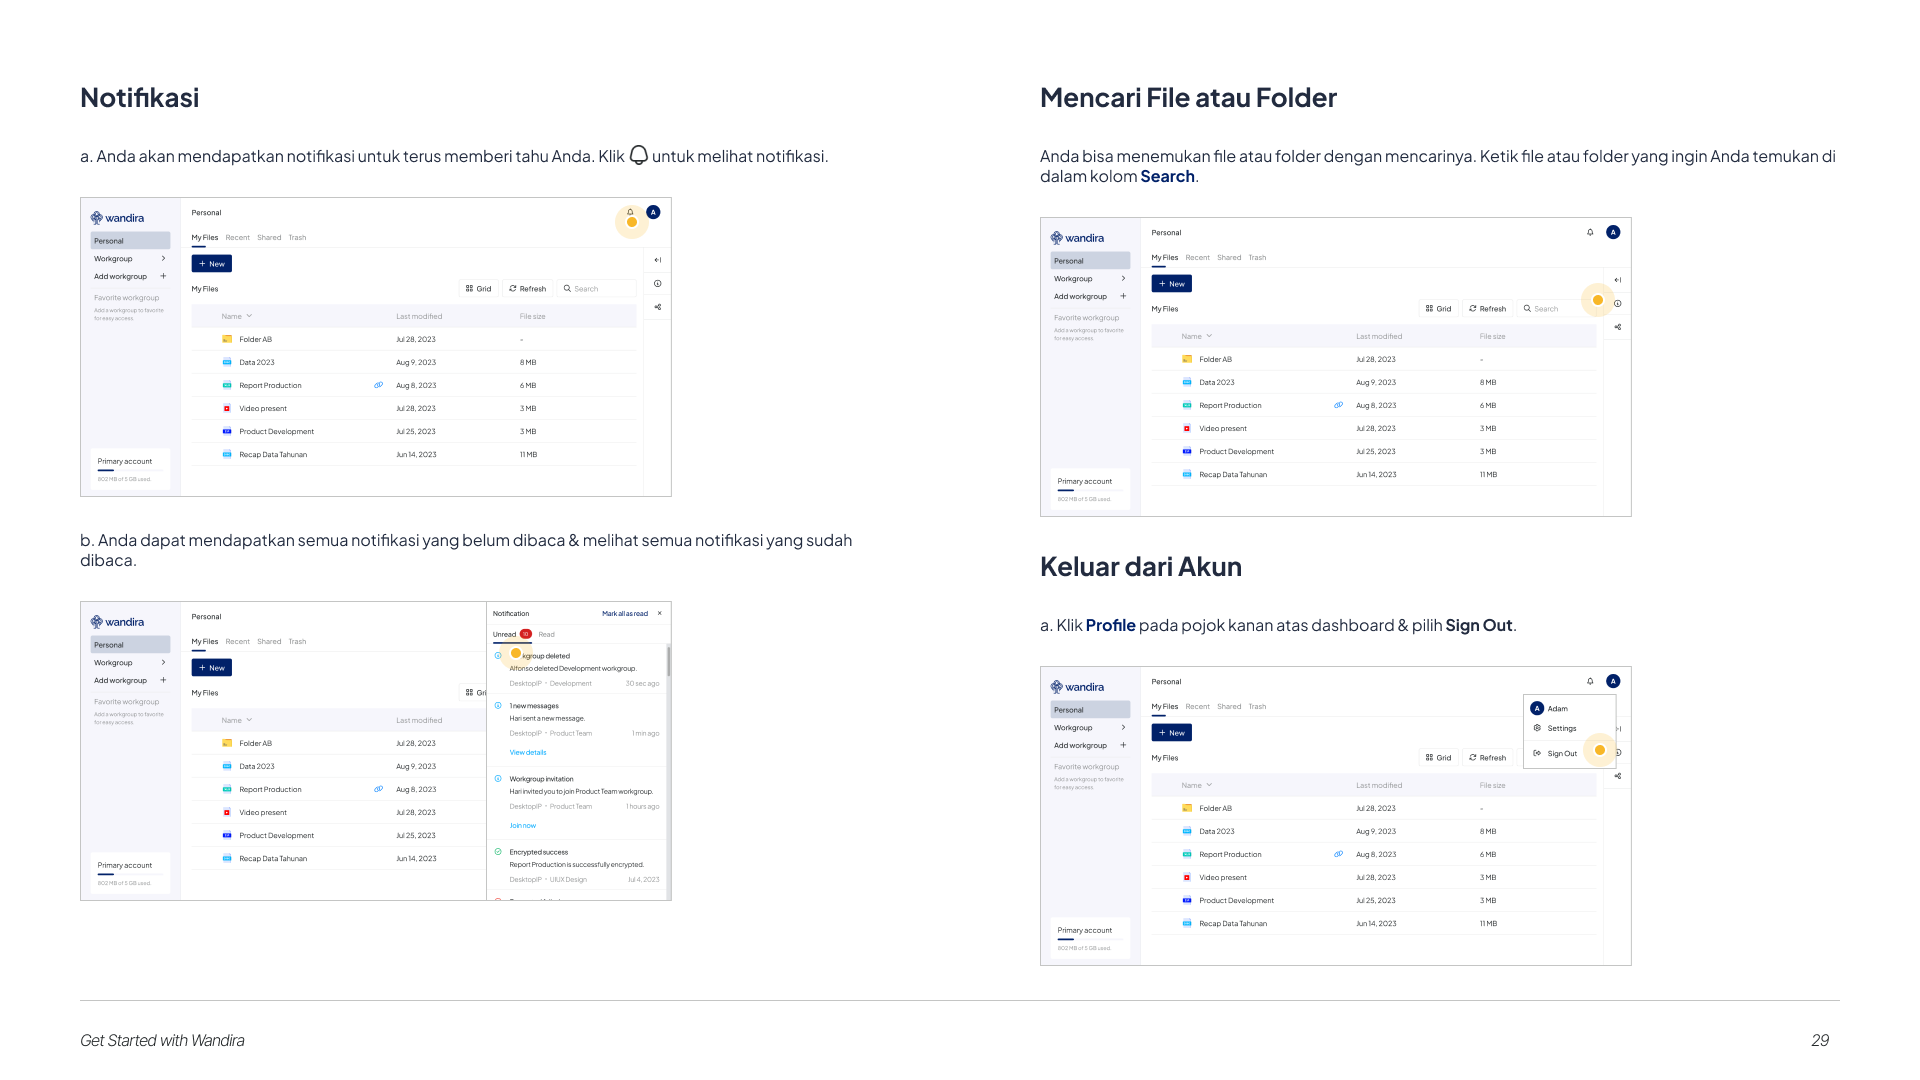 Notifikasi
a. Anda akan mendapatkan notifikasi untuk terus memberi tahu Anda. Klik untuk melihat notifikasi.
wandira
Personal
Workgroup
Add workgroup
Favorite workgroup
Add a workgroup to favorite
for easy access.
Primary account
802 MB of 5 GB used.
Personal
A
My Files Recent Shared Trash
+ New
My Files
Grid Refresh Search
Name Last modified File size
Folder AB Jul 28, 2023 -
Data 2023 Aug 9, 2023 8 MB
Report Production Aug 8, 2023 6 MB
Video present Jul 28, 2023 3 MB
Product Development Jul 25, 2023 3 MB
Recap Data Tahunan Jun 14, 2023 11 MB
b. Anda dapat mendapatkan semua notifikasi yang belum dibaca & melihat semua notifikasi yang sudah
dibaca.
wandira
Personal
Workgroup
Add workgroup
Favorite workgroup
Add a workgroup to favorite
for easy access.
Primary account
802 MB of 5 GB used.
Personal
My Files Recent Shared Trash
+ New
My Files
Gri
Name Last modified
Folder AB Jul 28, 2023
Data 2023 Aug 9, 2023
Report Production Aug 8, 2023
Video present Jul 28, 2023
Product Development Jul 25, 2023
Recap Data Tahunan Jun 14, 2023
Notification Mark all as read ×
Unread 10 Read
kgroup deleted
Alfonso deleted Development workgroup.
DesktopIP • Development 30 sec ago
1 new messages
Hari sent a new message.
DesktopIP • Product Team 1 min ago
View details
Workgroup invitation
Hari invited you to join Product Team workgroup.
DesktopIP • Product Team 1 hours ago
Join now
Encrypted success
Report Production is successfully encrypted.
DesktopIP • UIUX Design Jul 4, 2023
Mencari File atau Folder
Anda bisa menemukan file atau folder dengan mencarinya. Ketik file atau folder yang ingin Anda temukan di
dalam kolom Search.
wandira
Personal
Workgroup
Add workgroup
Favorite workgroup
Add a workgroup to favorite
for easy access.
Primary account
802 MB of 5 GB used.
Personal
A
My Files Recent Shared Trash
+ New
My Files
Grid Refresh Search
Name Last modified File size
Folder AB Jul 28, 2023 -
Data 2023 Aug 9, 2023 8 MB
Report Production Aug 8, 2023 6 MB
Video present Jul 28, 2023 3 MB
Product Development Jul 25, 2023 3 MB
Recap Data Tahunan Jun 14, 2023 11 MB
Keluar dari Akun
a. Klik Profile pada pojok kanan atas dashboard & pilih Sign Out.
wandira
Personal
Workgroup
Add workgroup
Favorite workgroup
Add a workgroup to favorite
for easy access.
Primary account
802 MB of 5 GB used.
Personal
A
My Files Recent Shared Trash
+ New
My Files
Grid Refresh
A Adam
Settings
Sign Out
Name Last modified File size
Folder AB Jul 28, 2023 -
Data 2023 Aug 9, 2023 8 MB
Report Production Aug 8, 2023 6 MB
Video present Jul 28, 2023 3 MB
Product Development Jul 25, 2023 3 MB
Recap Data Tahunan Jun 14, 2023 11 MB
Get Started with Wandira
29